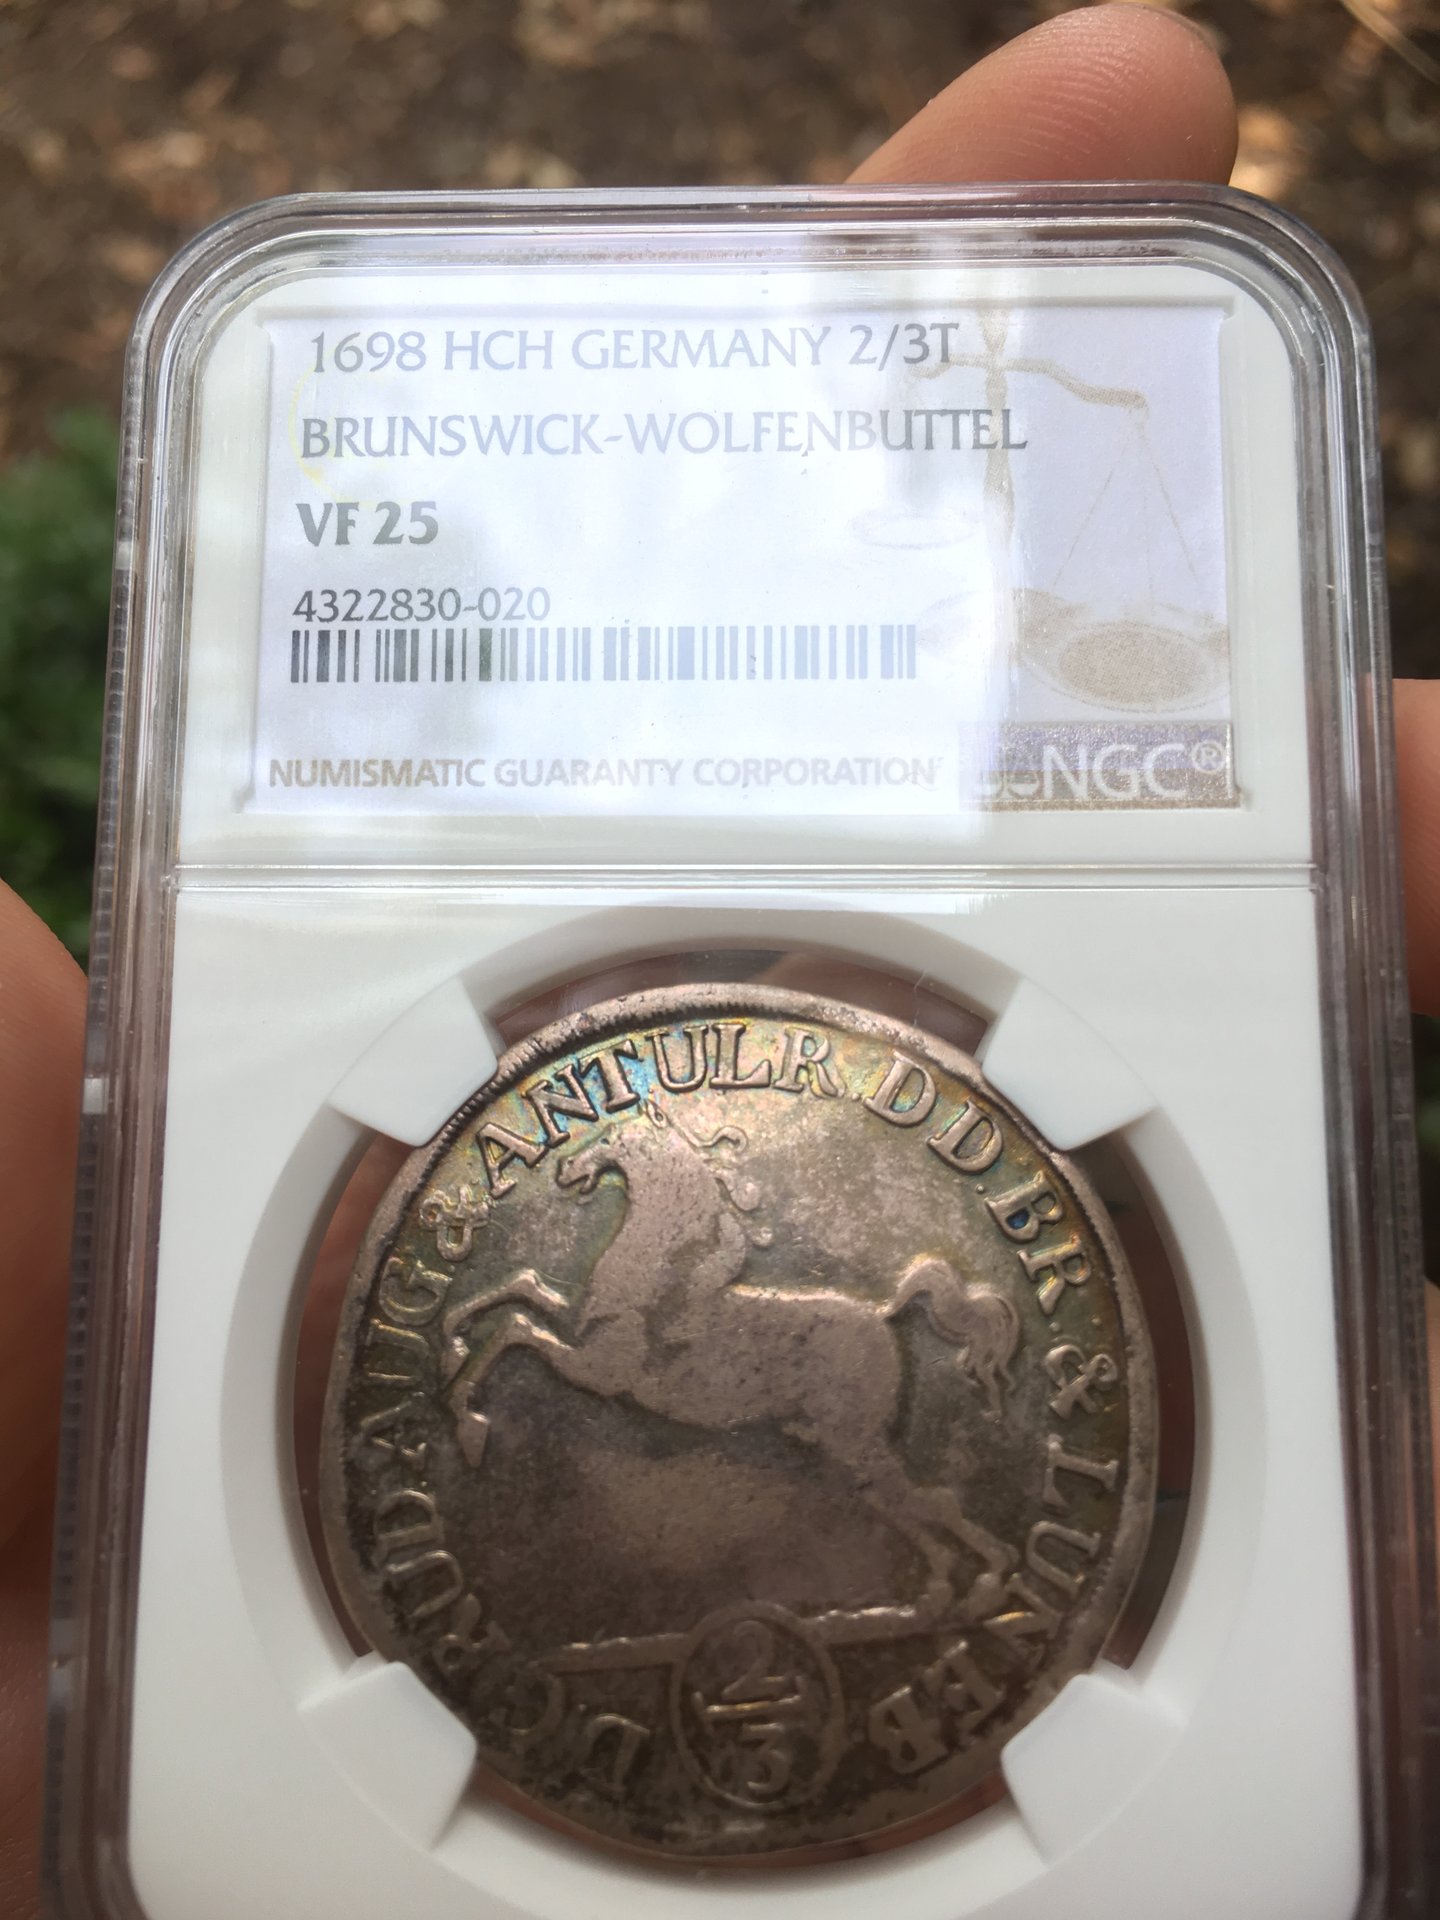 1698 HCH GERMANY 2/3T
BRUNSWICK-WOLFENBUTTEL
VF 25
4322830-020
NUMISMATIC GUARANTY CORPORATION
NGC®
RUD.AUG.&.ANTULR.D D.BR.&.LUNEB
2
3